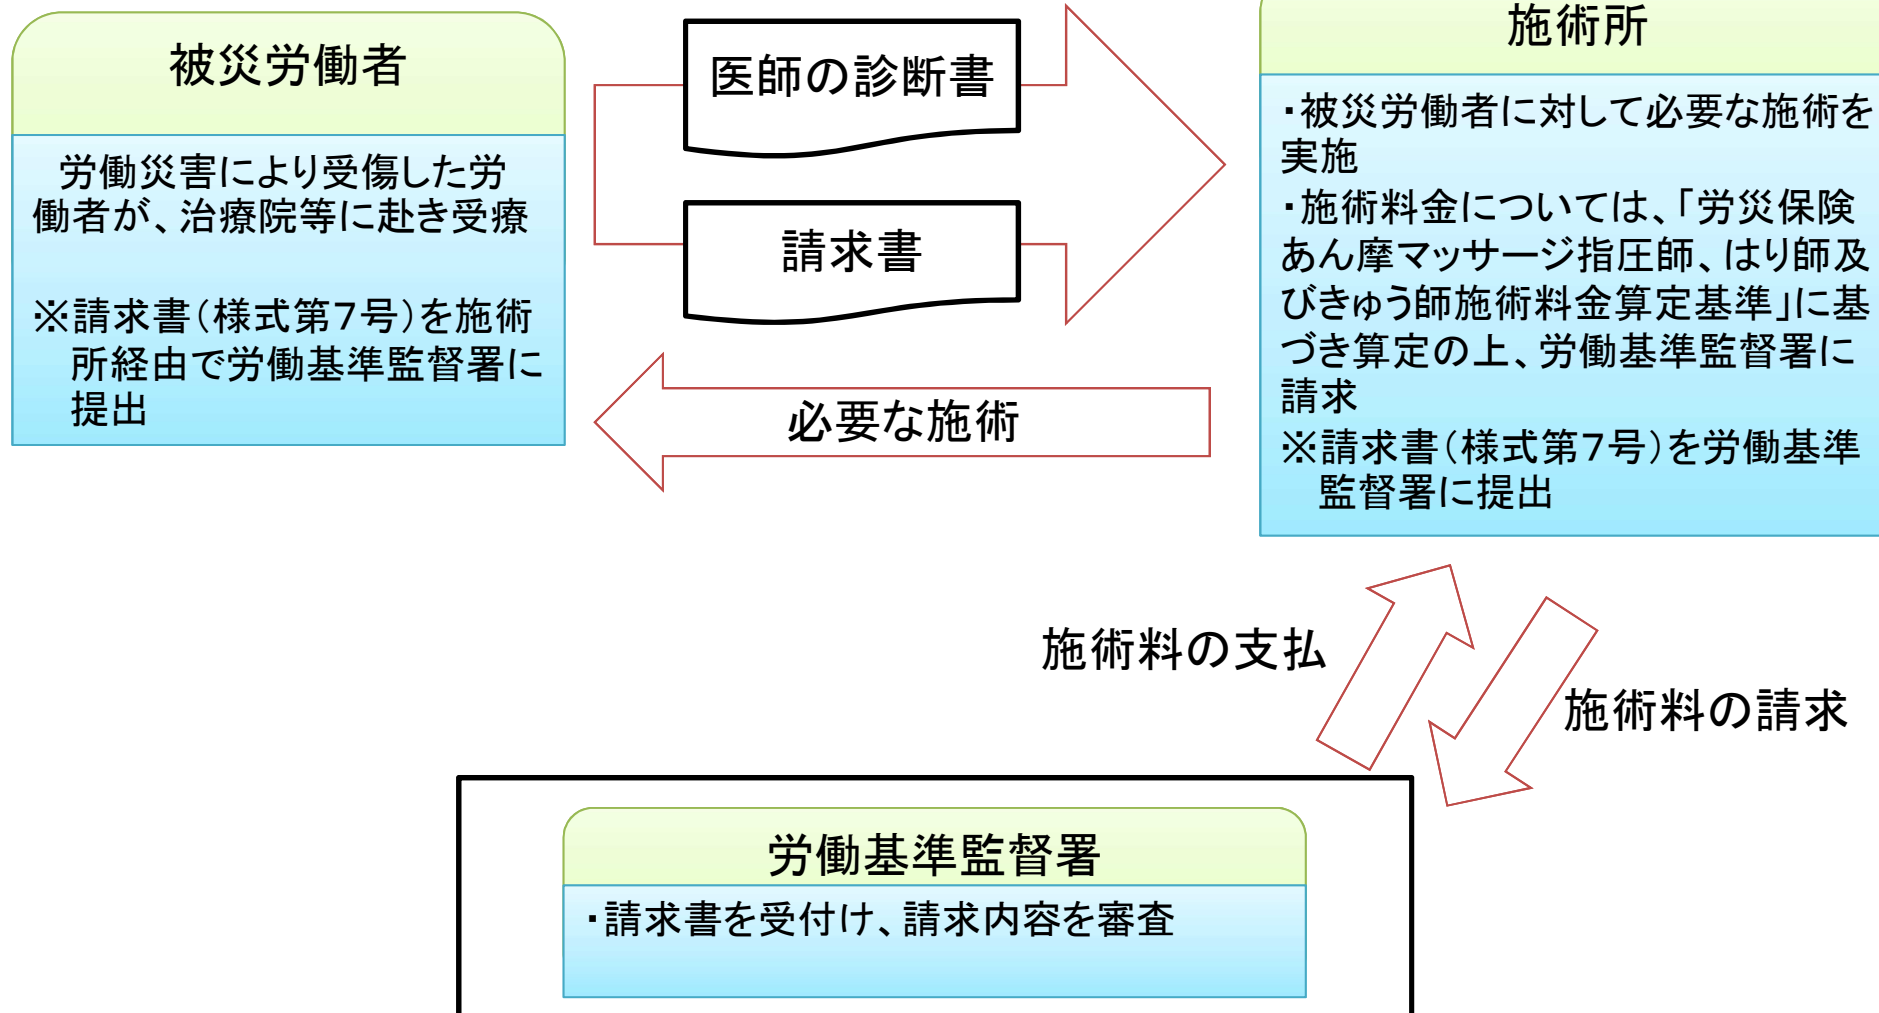 被災労働者
労働災害により受傷した労
働者が、治療院等に赴き受療
※請求書(様式第7号)を施術
所経由で労働基準監督署に
提出
医師の診断書
請求書
必要な施術
施術所
・被災労働者に対して必要な施術を
実施
・施術料金については、「労災保険
あん摩マッサージ指圧師、はり師及
びきゅう師施術料金算定基準」に基
づき算定の上、労働基準監督署に
請求
※請求書(様式第7号)を労働基準
監督署に提出
施術料の支払
施術料の請求
労働基準監督署
・請求書を受付け、請求内容を審査